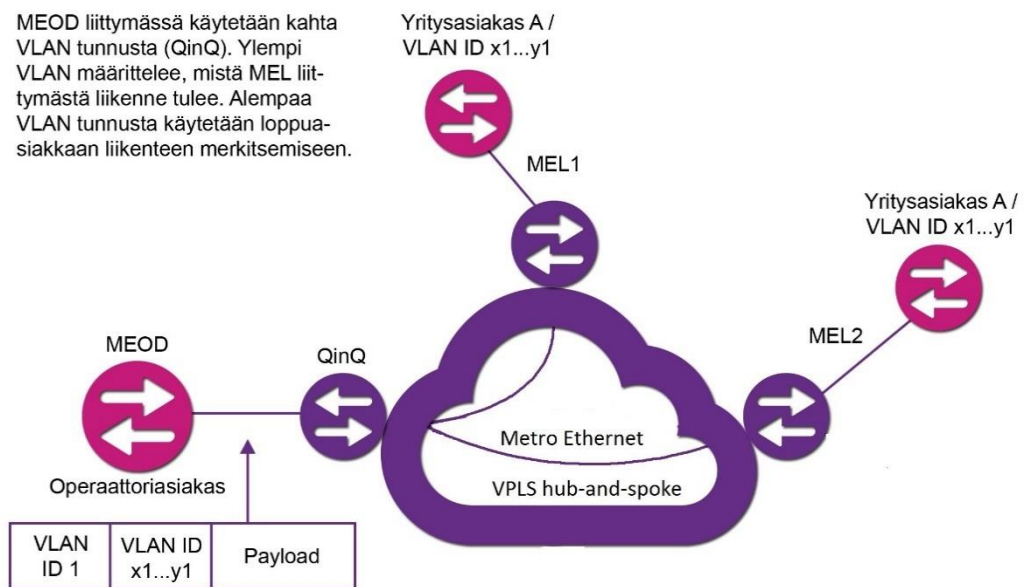 MEOD liittymässä käytetään kahta
VLAN tunnusta (QinQ). Ylempi
VLAN määrittelee, mistä MEL liit-
tymästä liikenne tulee. Alempaa
VLAN tunnusta käytetään loppua-
siakkaan liikenteen merkitsemiseen.
Yritysasiakas A /
VLAN ID x1...y1
MEL1
Yritysasiakas A /
VLAN ID x1...y1
MEL2
MEOD
QinQ
Metro Ethernet
VPLS hub-and-spoke
Operaattoriasiakas
VLAN
ID 1
VLAN ID
x1...y1
Payload